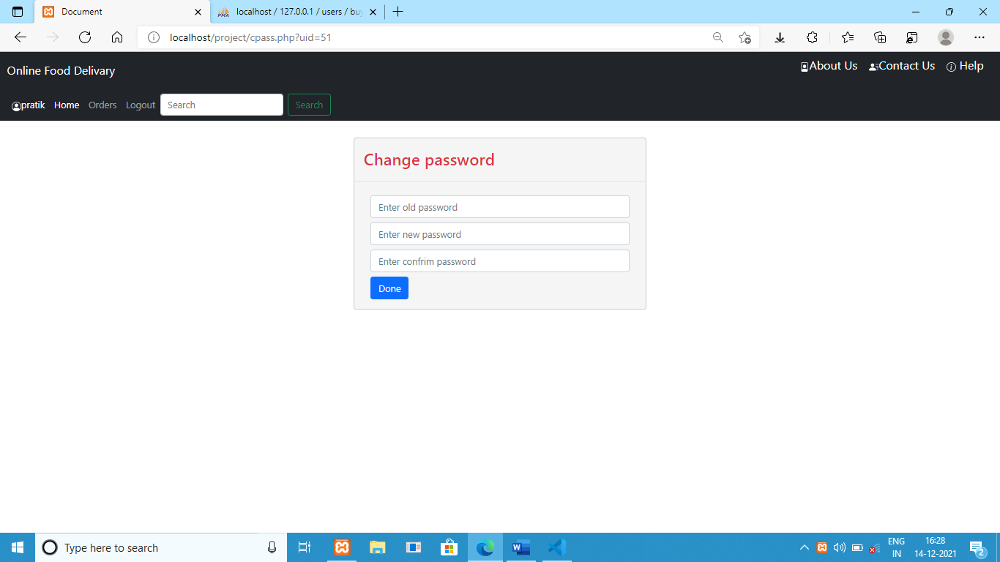 Document
localhost / 127.0.0.1 / users / buy
localhost/project/cpass.php?uid=51
Online Food Delivary
About Us Contact Us Help
pratik Home Orders Logout Search Search
Change password
Enter old password
Enter new password
Enter confrim password
Done
Type here to search
ENG
IN
16:28
14-12-2021
2